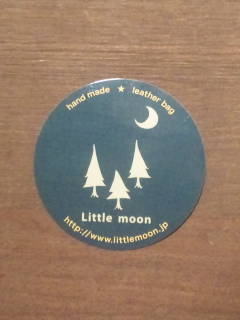 hand made ★ leather bag
Little moon
http://www.littlemoon.jp